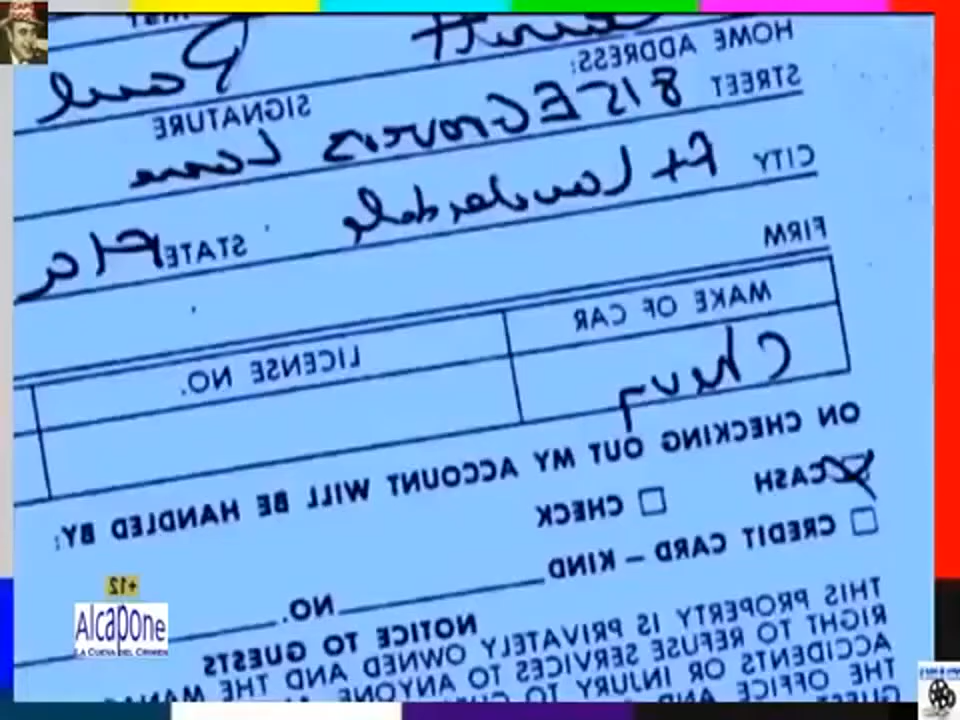 HOME ADDRESS:
Paul
SIGNATURE
STREET 815 E
Lane
CITY Ft Lauderdale STATE Fla
FIRM
MAKE OF CAR LICENSE NO.
Chevy
ON CHECKING OUT MY ACCOUNT WILL BE HANDLED BY:
CASH CHECK
CREDIT CARD – KIND NO.
NOTICE TO GUESTS
THIS PROPERTY IS PRIVATELY OWNED AND THE
RIGHT TO REFUSE SERVICES TO ANYONE
ACCIDENTS OR INJURY TO
THE OFFICE AND
+12
Alcapone
LA CUEVA DEL CRIMEN